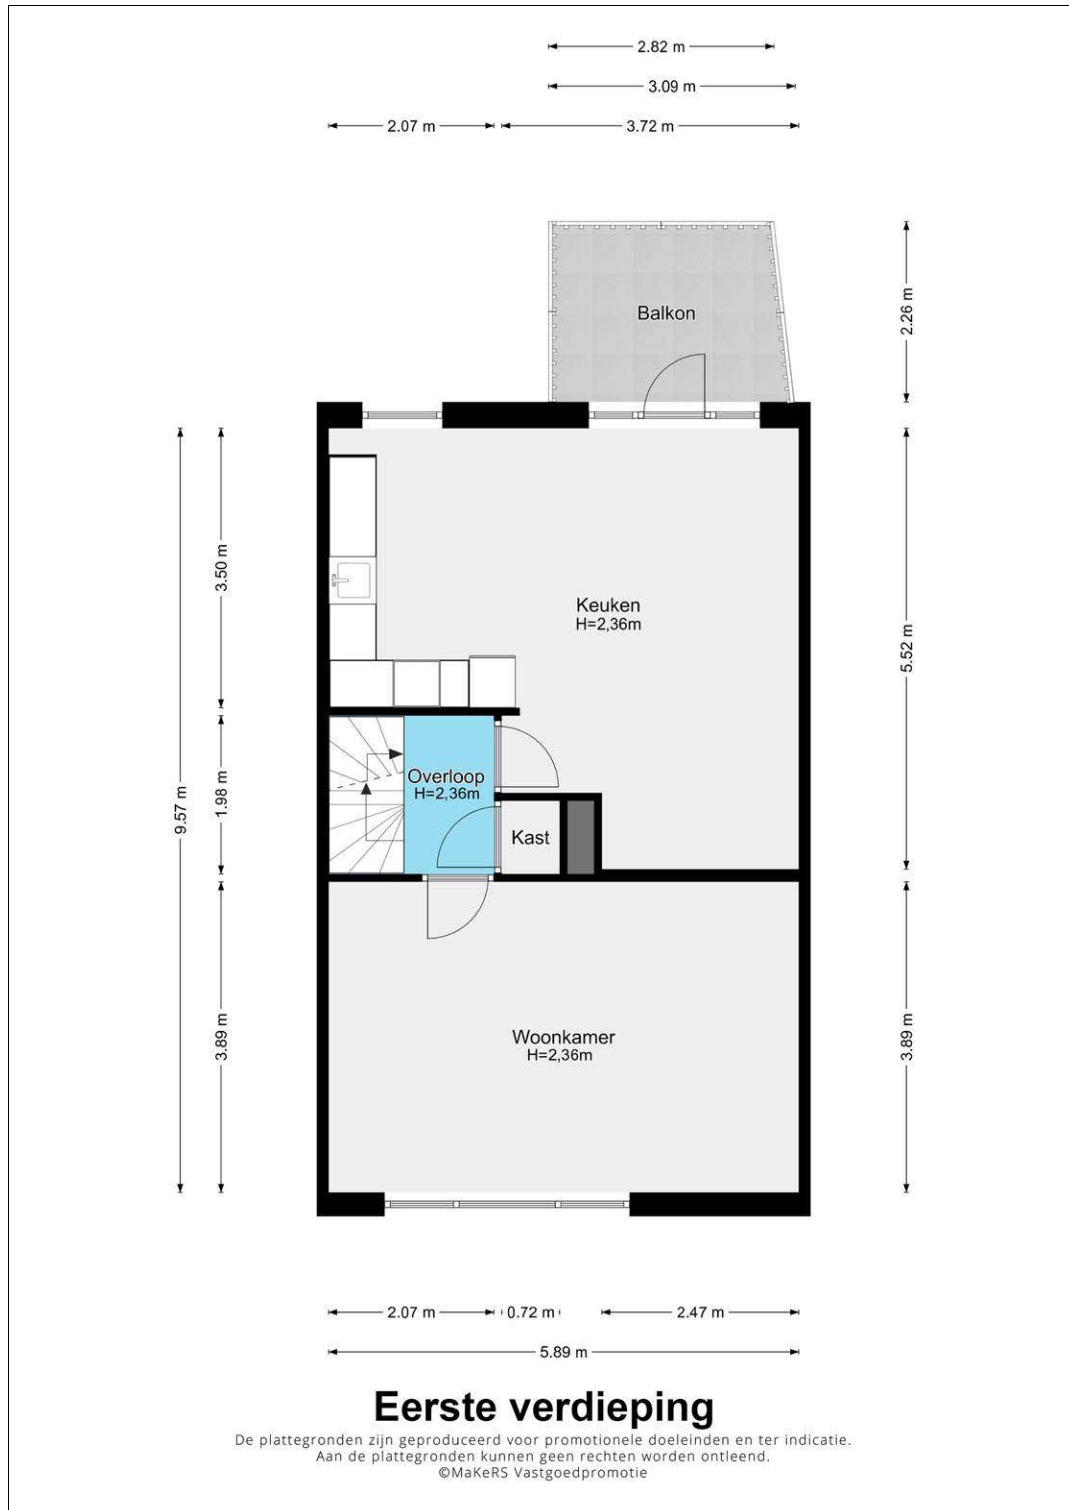 2.82 m
3.09 m
2.07 m
3.72 m
2.26 m
Balkon
3.50 m
Keuken
H=2,36m
5.52 m
9.57 m
1.98 m
Overloop
H=2,36m
Kast
3.89 m
Woonkamer
H=2,36m
3.89 m
2.07 m
0.72 m
2.47 m
5.89 m
Eerste verdieping
De plattegronden zijn geproduceerd voor promotionele doeleinden en ter indicatie.
Aan de plattegronden kunnen geen rechten worden ontleend.
©MaKeRS Vastgoedpromotie